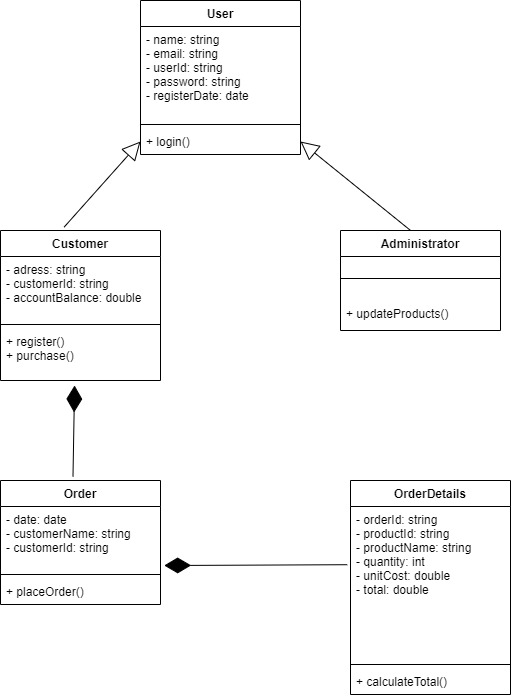 User
- name: string
- email: string
- userId: string
- password: string
- registerDate: date
+ login()
Customer
- adress: string
- customerId: string
- accountBalance: double
+ register()
+ purchase()
Administrator
+ updateProducts()
Order
- date: date
- customerName: string
- customerId: string
+ placeOrder()
OrderDetails
- orderId: string
- productId: string
- productName: string
- quantity: int
- unitCost: double
- total: double
+ calculateTotal()